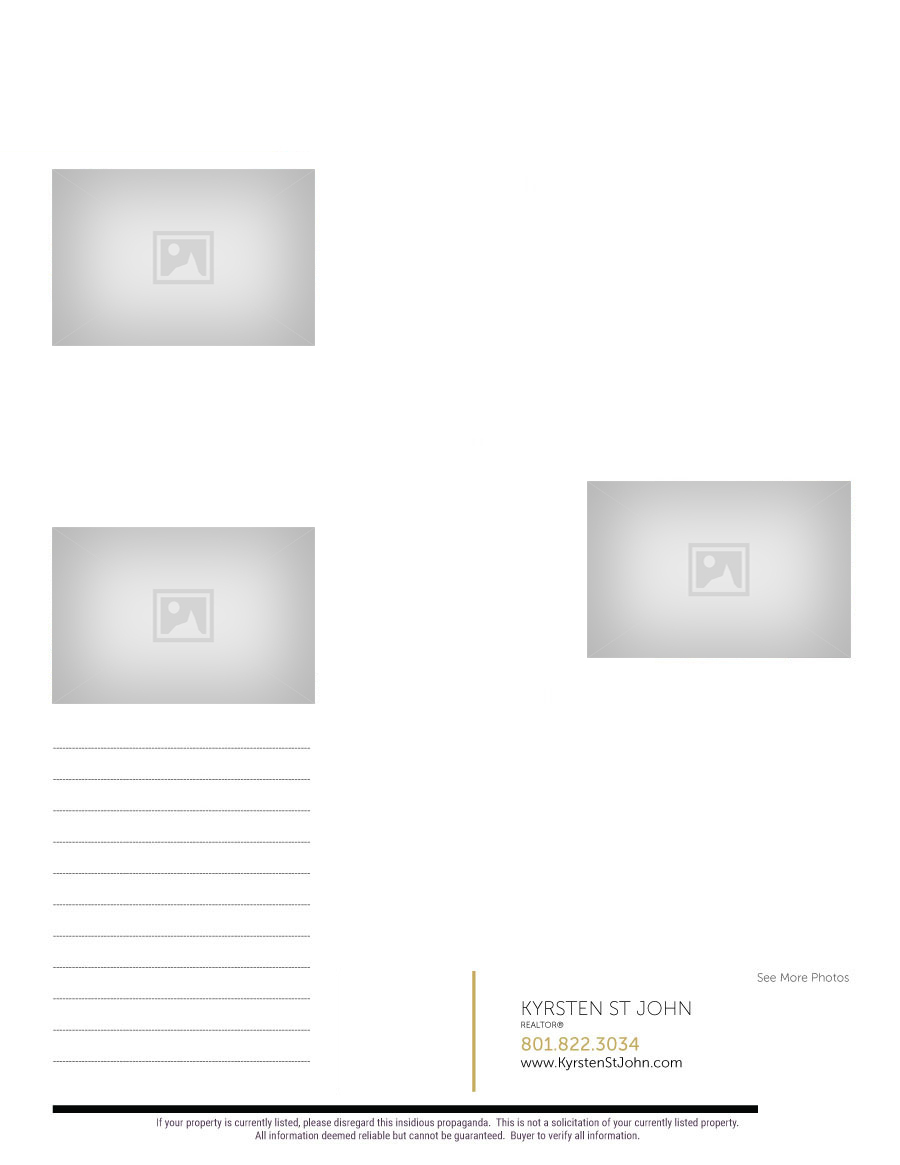 See More Photos
KYRSTEN ST JOHN
REALTOR®
801.822.3034
www.KyrstenStJohn.com
If your property is currently listed, please disregard this insidious propaganda.  This is not a solicitation of your currently listed property.
All information deemed reliable but cannot be guaranteed.  Buyer to verify all information.